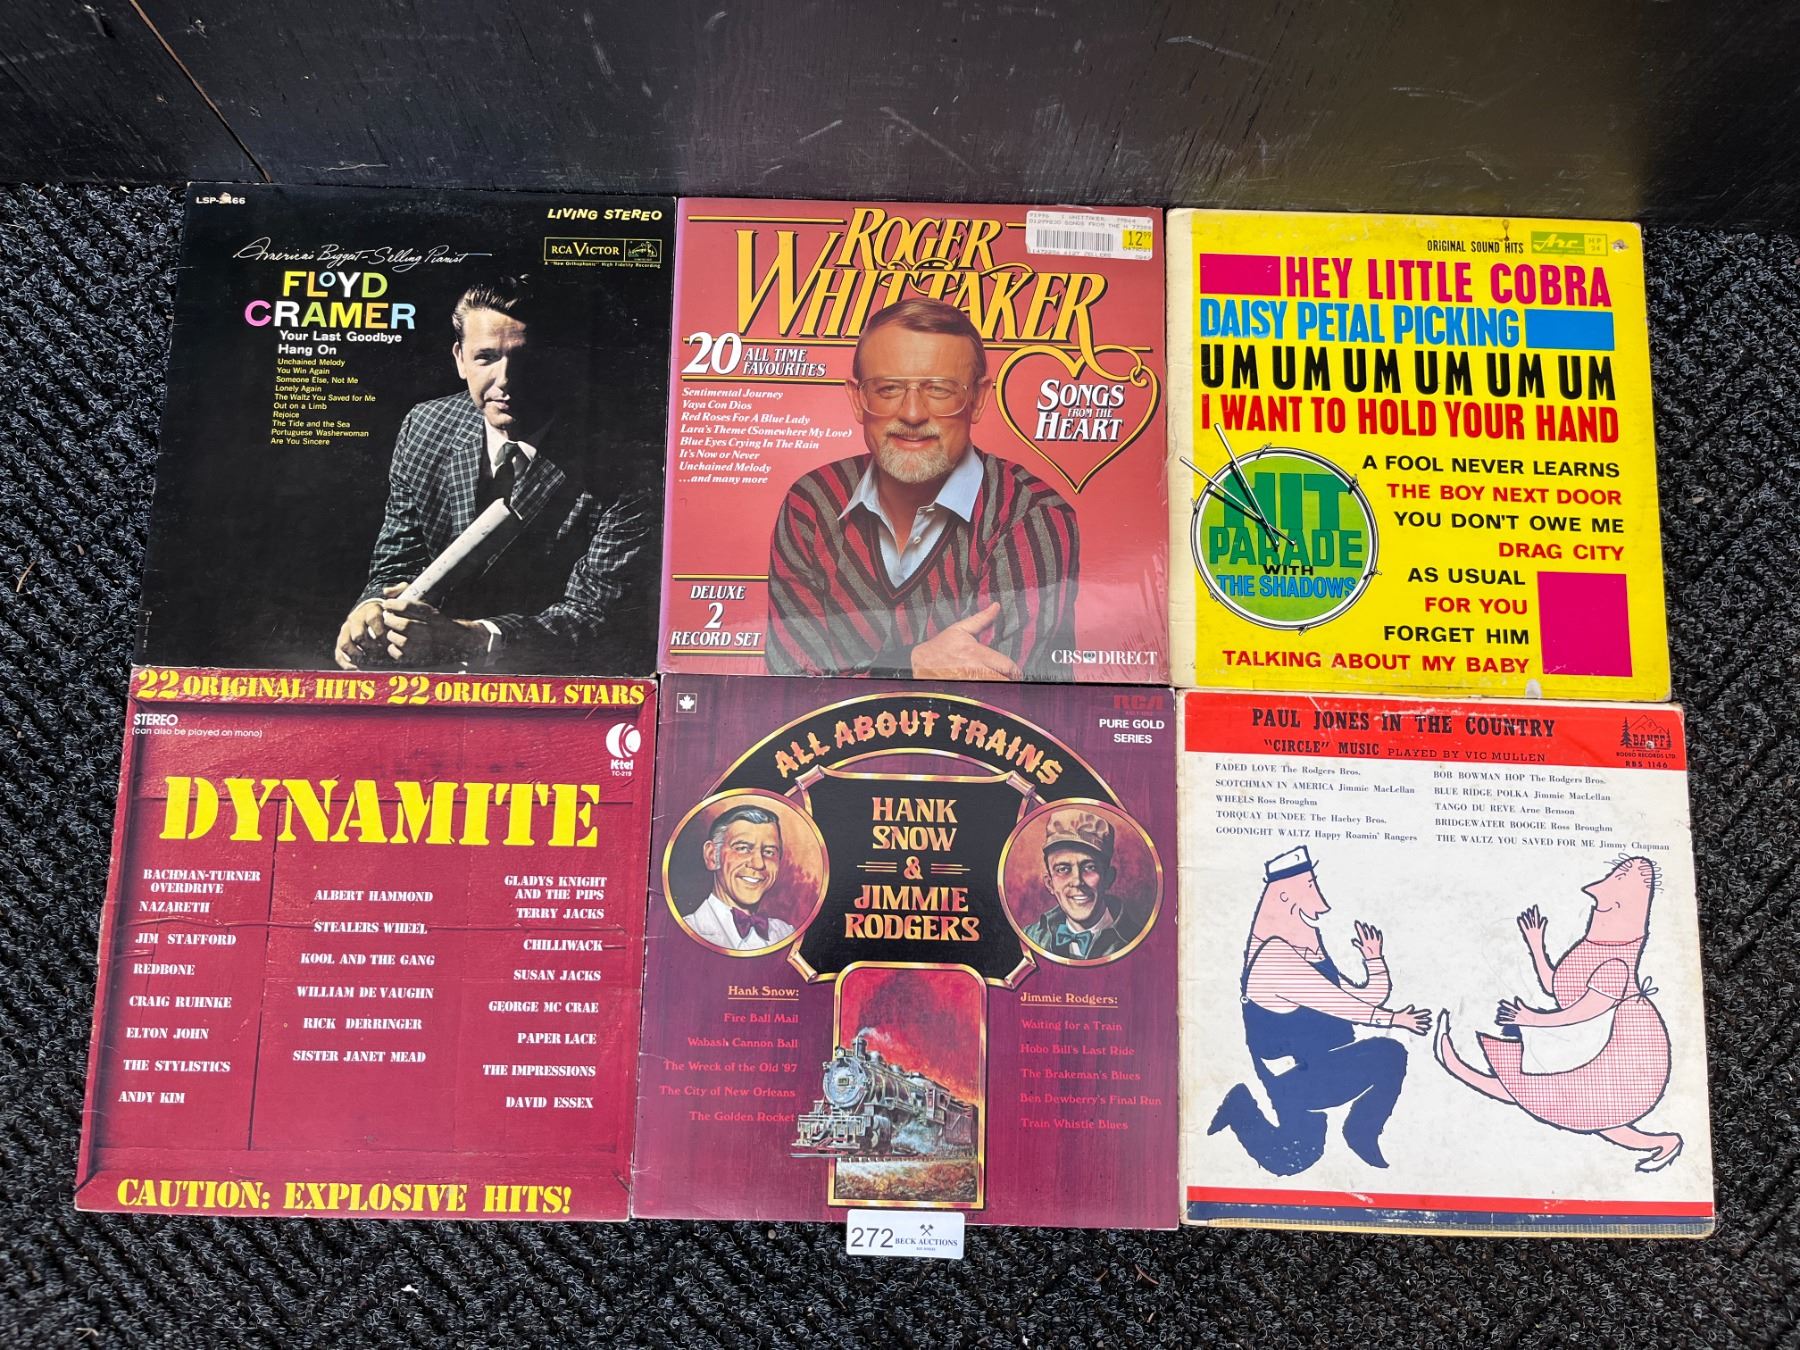 LSP-2466
LIVING STEREO
RCA VICTOR
A "New Orthophonic" High Fidelity Recording
America's Biggest-Selling Pianist
FLOYD
CRAMER
Your Last Goodbye
Hang On
Unchained Melody
You Win Again
Someone Else, Not Me
Lonely Again
The Waltz You Saved for Me
Out on a Limb
Rejoice
The Tide and the Sea
Portuguese Washerwoman
Are You Sincere
ROGER
WHITTAKER
12.99
20 ALL TIME
FAVOURITES
Sentimental Journey
Vaya Con Dios
Red Roses For A Blue Lady
Lara's Theme (Somewhere My Love)
Blue Eyes Crying In The Rain
It's Now or Never
Unchained Melody
...and many more
SONGS
FROM THE
HEART
DELUXE
2
RECORD SET
CBS DIRECT
ORIGINAL SOUND HITS
Arc
HP
24
HEY LITTLE COBRA
DAISY PETAL PICKING
UM UM UM UM UM UM
I WANT TO HOLD YOUR HAND
A FOOL NEVER LEARNS
THE BOY NEXT DOOR
YOU DON'T OWE ME
DRAG CITY
AS USUAL
FOR YOU
FORGET HIM
TALKING ABOUT MY BABY
HIT
PARADE
WITH
THE SHADOWS
22 ORIGINAL HITS 22 ORIGINAL STARS
STEREO
(can also be played on mono)
K-tel
TC-219
DYNAMITE
BACHMAN-TURNER
OVERDRIVE
NAZARETH
JIM STAFFORD
REDBONE
CRAIG RUHNKE
ELTON JOHN
THE STYLISTICS
ANDY KIM
ALBERT HAMMOND
STEALERS WHEEL
KOOL AND THE GANG
WILLIAM DE VAUGHN
RICK DERRINGER
SISTER JANET MEAD
GLADYS KNIGHT
AND THE PIPS
TERRY JACKS
CHILLIWACK
SUSAN JACKS
GEORGE MC CRAE
PAPER LACE
THE IMPRESSIONS
DAVID ESSEX
CAUTION: EXPLOSIVE HITS!
RCA
PURE GOLD
SERIES
ALL ABOUT TRAINS
HANK
SNOW
&
JIMMIE
RODGERS
Hank Snow:
Fire Ball Mail
Wabash Cannon Ball
The Wreck of the Old '97
The City of New Orleans
The Golden Rocket
Jimmie Rodgers:
Waiting for a Train
Hobo Bill's Last Ride
The Brakeman's Blues
Ben Dewberry's Final Run
Train Whistle Blues
PAUL JONES IN THE COUNTRY
"CIRCLE" MUSIC PLAYED BY VIC MULLEN
BANFF
RODEO RECORDS LTD.
RBS 1146
FADED LOVE The Rodgers Bros.
SCOTCHMAN IN AMERICA Jimmie MacLellan
WHEELS Ross Broughm
TORQUAY DUNDEE The Hachey Bros.
GOODNIGHT WALTZ Happy Roamin' Rangers
BOB BOWMAN HOP The Rodgers Bros.
BLUE RIDGE POLKA Jimmie MacLellan
TANGO DU REVE Arne Benson
BRIDGEWATER BOOGIE Ross Broughm
THE WALTZ YOU SAVED FOR ME Jimmy Chapman
272
BECK AUCTIONS